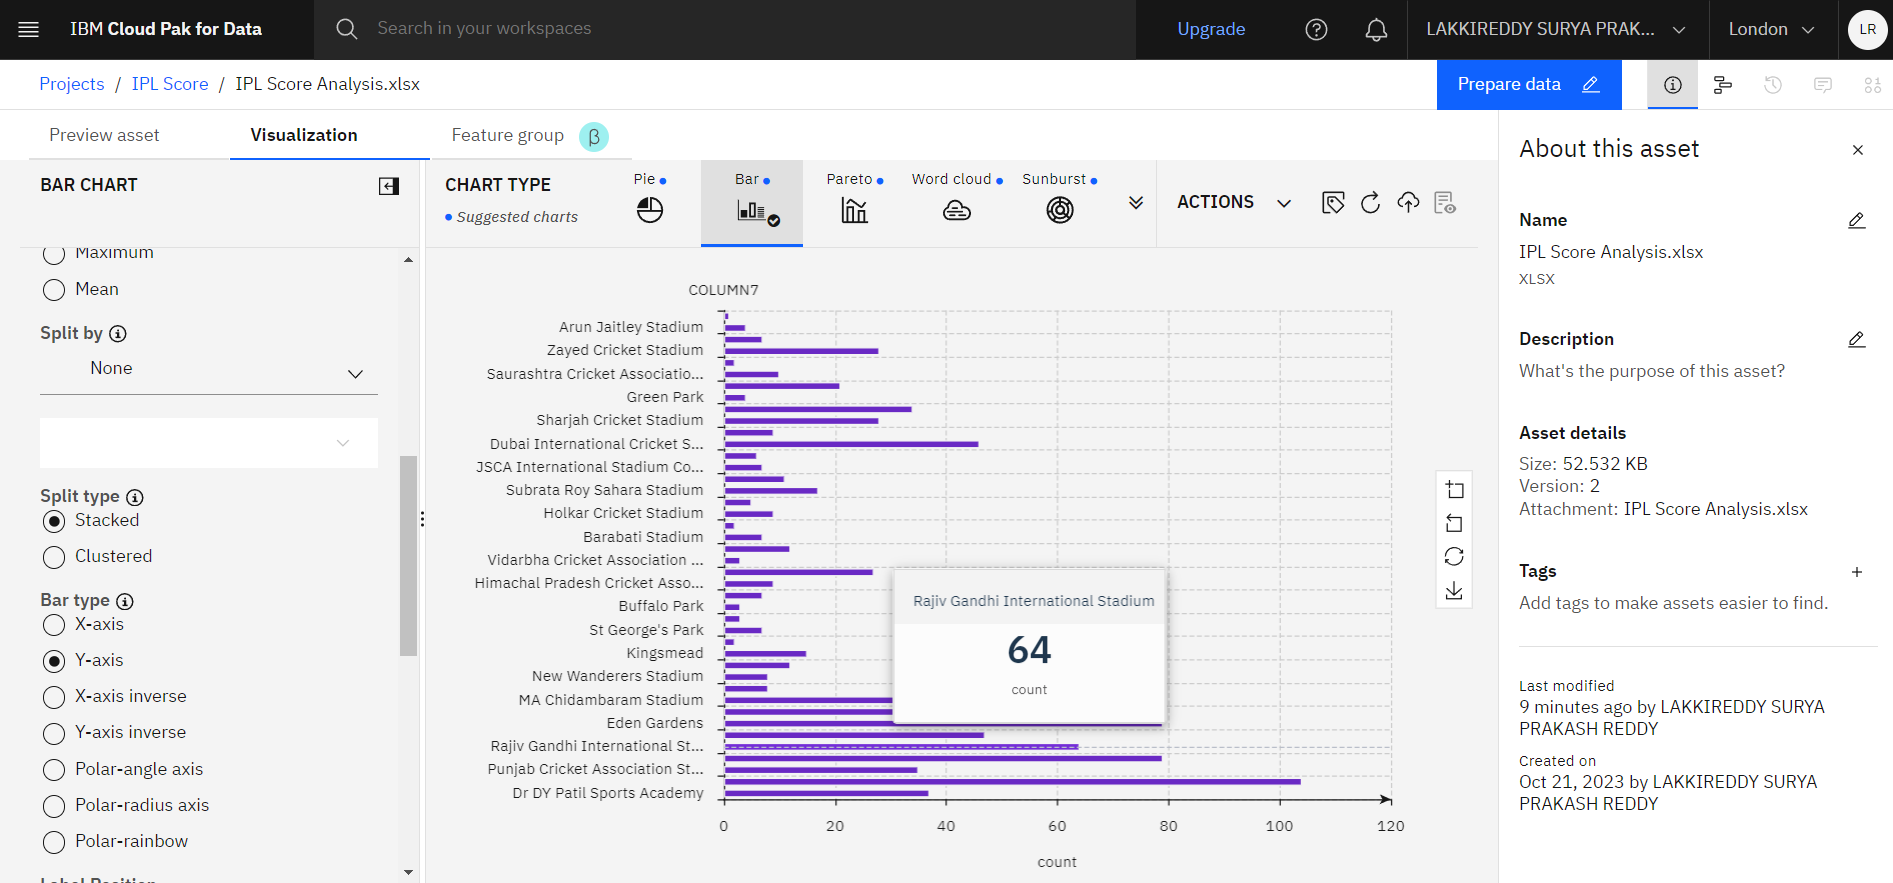 IBM Cloud Pak for Data
Search in your workspaces
Upgrade
LAKKIREDDY SURYA PRAK...
London
LR
Projects / IPL Score / IPL Score Analysis.xlsx
Prepare data
Preview asset
Visualization
Feature group β
BAR CHART
Maximum
Mean
Split by
None
Split type
Stacked
Clustered
Bar type
X-axis
Y-axis
X-axis inverse
Y-axis inverse
Polar-angle axis
Polar-radius axis
Polar-rainbow
Label Position
CHART TYPE
Suggested charts
Pie
Bar
Pareto
Word cloud
Sunburst
ACTIONS
COLUMN7
Arun Jaitley Stadium
Zayed Cricket Stadium
Saurashtra Cricket Associatio...
Green Park
Sharjah Cricket Stadium
Dubai International Cricket S...
JSCA International Stadium Co...
Subrata Roy Sahara Stadium
Holkar Cricket Stadium
Barabati Stadium
Vidarbha Cricket Association ...
Himachal Pradesh Cricket Asso...
Buffalo Park
St George's Park
Kingsmead
New Wanderers Stadium
MA Chidambaram Stadium
Eden Gardens
Rajiv Gandhi International St...
Punjab Cricket Association St...
Dr DY Patil Sports Academy
0 20 40 60 80 100 120
count
Rajiv Gandhi International Stadium
64
count
About this asset
Name
IPL Score Analysis.xlsx
XLSX
Description
What's the purpose of this asset?
Asset details
Size: 52.532 KB
Version: 2
Attachment: IPL Score Analysis.xlsx
Tags
Add tags to make assets easier to find.
Last modified
9 minutes ago by LAKKIREDDY SURYA
PRAKASH REDDY
Created on
Oct 21, 2023 by LAKKIREDDY SURYA
PRAKASH REDDY